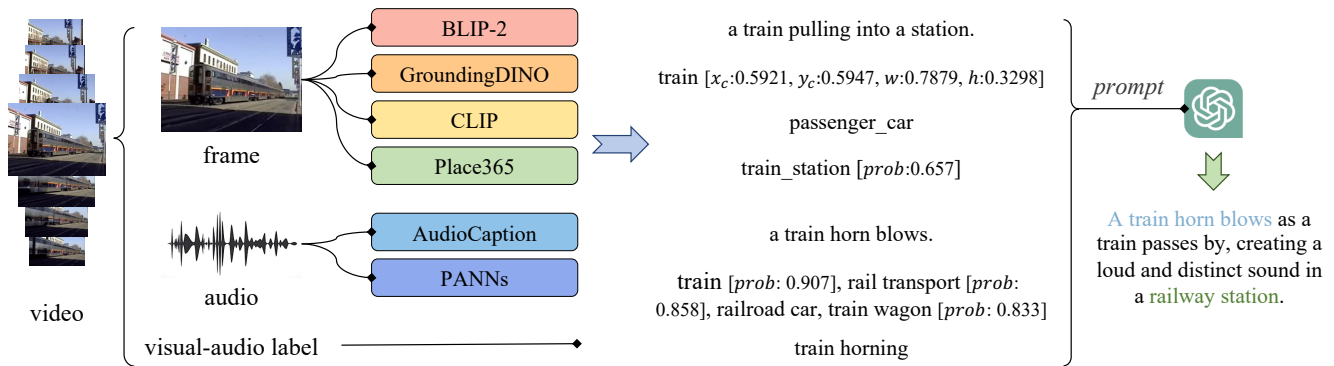 video
frame
audio
visual-audio label
BLIP-2
GroundingDINO
CLIP
Place365
AudioCaption
PANNs
a train pulling into a station.
train [x_c:0.5921, y_c:0.5947, w:0.7879, h:0.3298]
passenger_car
train_station [prob:0.657]
a train horn blows.
train [prob: 0.907], rail transport [prob:
0.858], railroad car, train wagon [prob: 0.833]
train horning
prompt
A train horn blows as a
train passes by, creating a
loud and distinct sound in
a railway station.